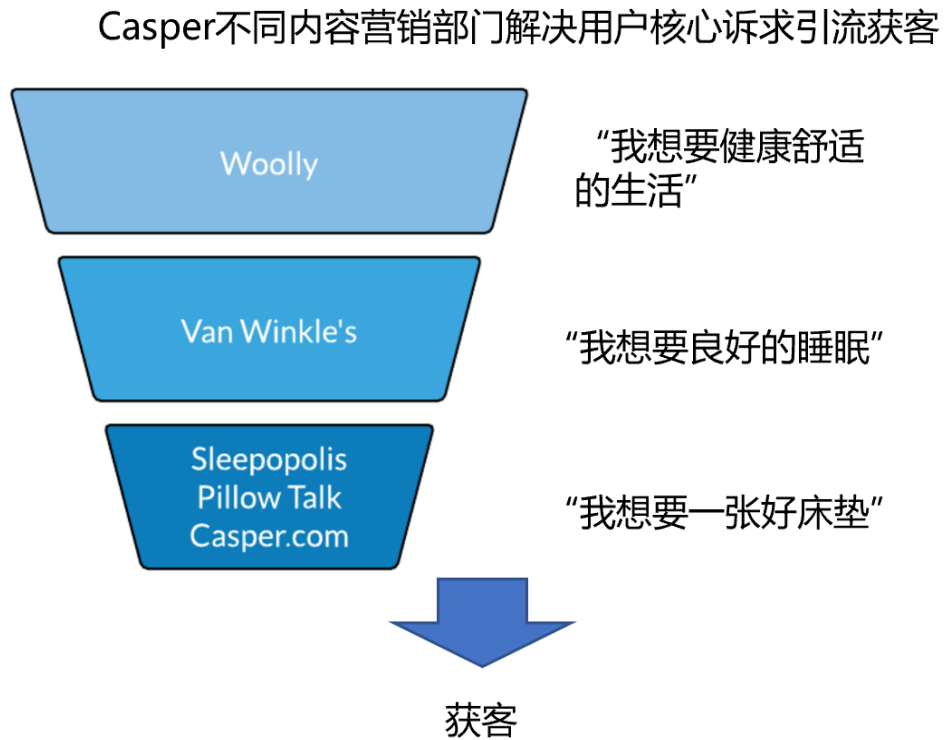 Casper不同内容营销部门解决用户核心诉求引流获客
Woolly
“我想要健康舒适
的生活”
Van Winkle's
“我想要良好的睡眠”
Sleepopolis
Pillow Talk
Casper.com
“我想要一张好床垫”
获客